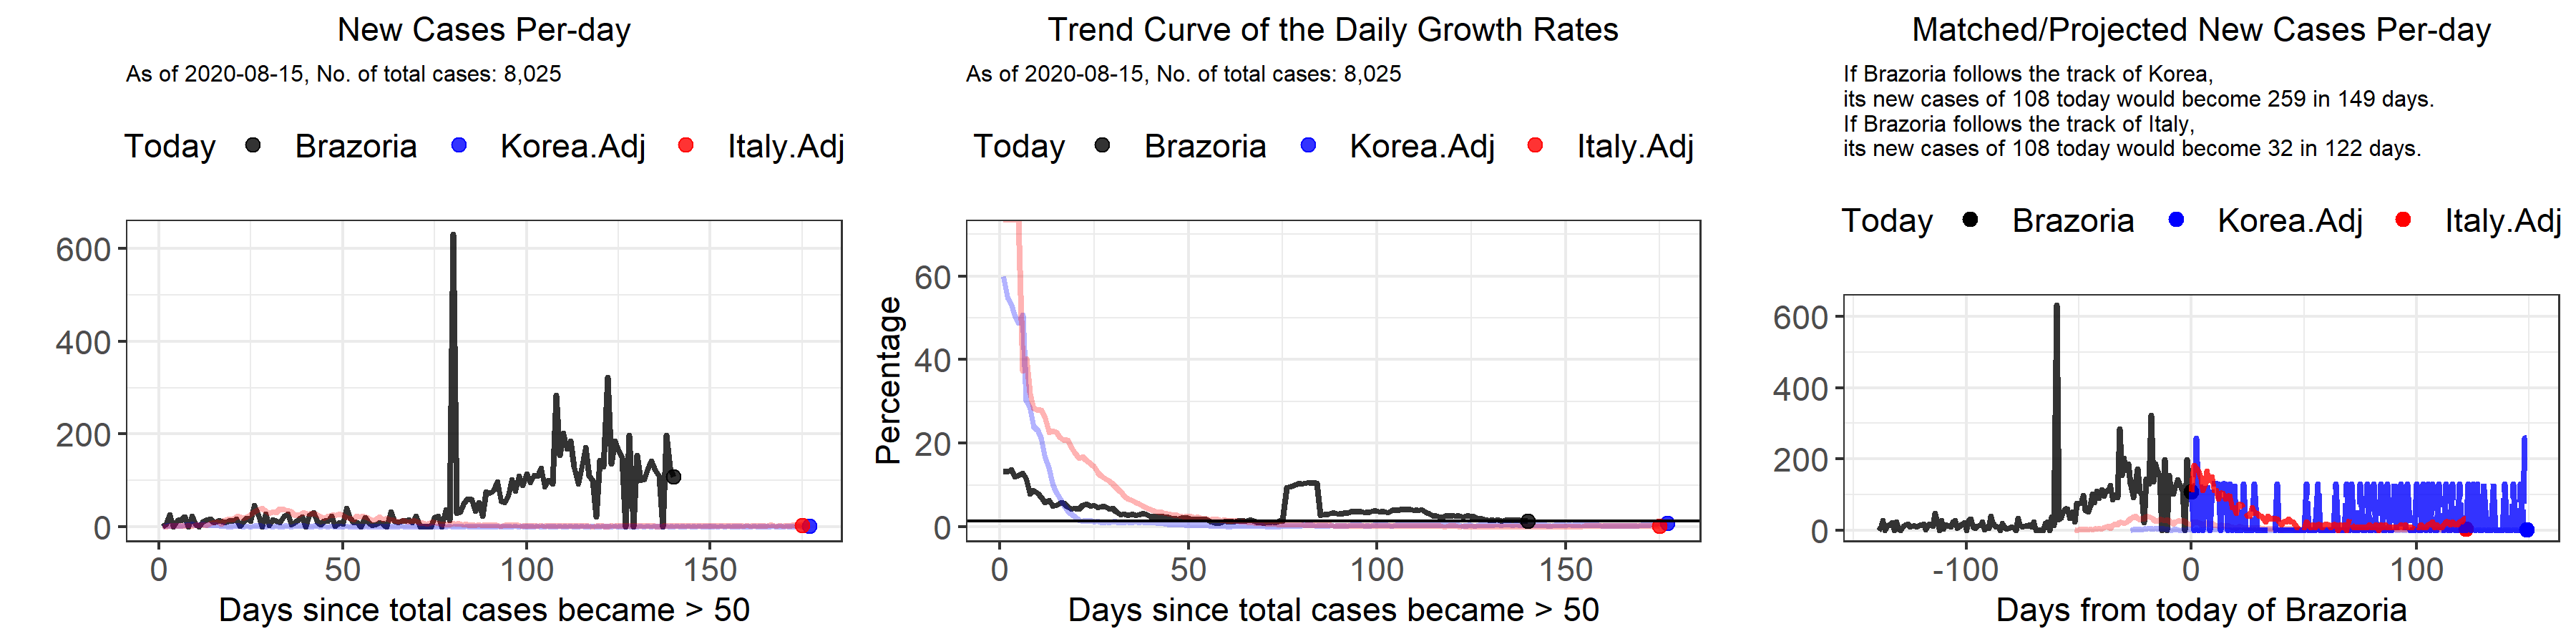 New Cases Per-day
As of 2020-08-15, No. of total cases: 8,025
Today Brazoria Korea.Adj Italy.Adj
600
400
200
0
0 50 100 150
Days since total cases became > 50
Trend Curve of the Daily Growth Rates
As of 2020-08-15, No. of total cases: 8,025
Today Brazoria Korea.Adj Italy.Adj
Percentage
60
40
20
0
0 50 100 150
Days since total cases became > 50
Matched/Projected New Cases Per-day
If Brazoria follows the track of Korea,
its new cases of 108 today would become 259 in 149 days.
If Brazoria follows the track of Italy,
its new cases of 108 today would become 32 in 122 days.
Today Brazoria Korea.Adj Italy.Adj
600
400
200
0
-100 0 100
Days from today of Brazoria